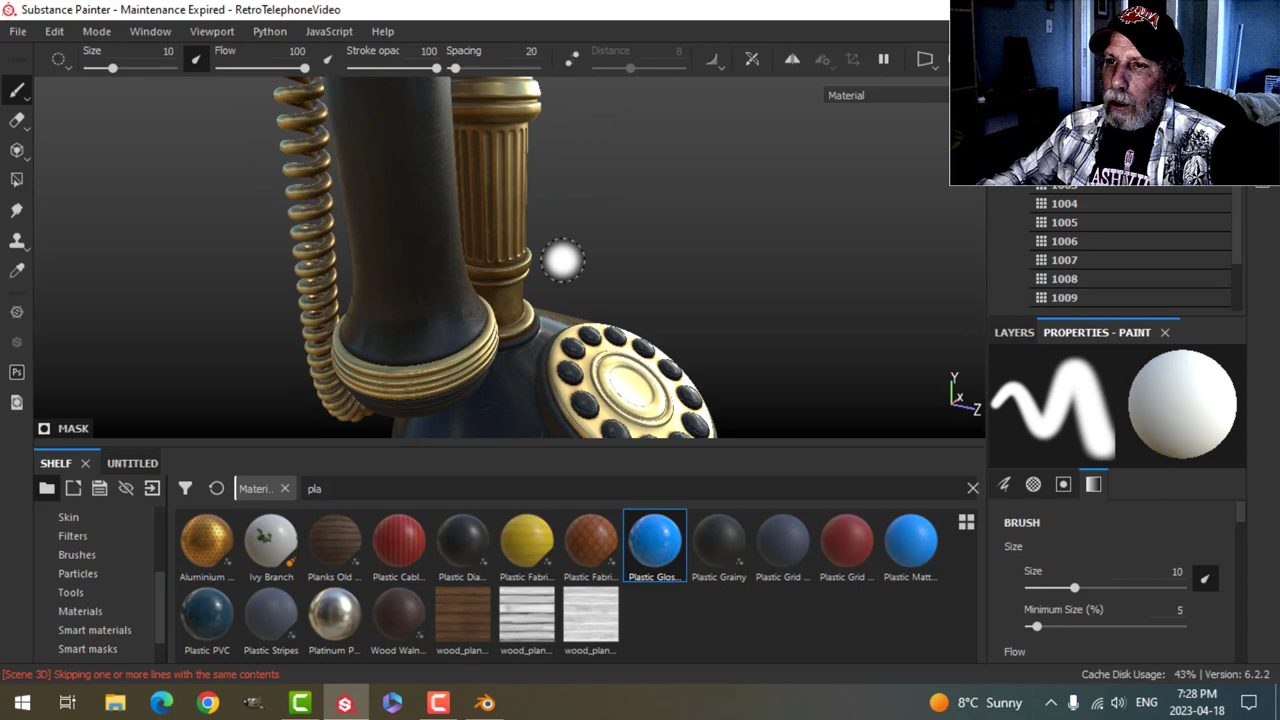 Substance Painter - Maintenance Expired - RetroTelephoneVideo
File Edit Mode Window Viewport Python JavaScript Help
Size 10 Flow 100 Stroke opac 100 Spacing 20 Distance 8
Material
1004
1005
1006
1007
1008
1009
LAYERS PROPERTIES - PAINT
Y
X
Z
MASK
SHELF UNTITLED
Materi.. pla
Skin
Filters
Brushes
Particles
Tools
Materials
Smart materials
Smart masks
Aluminium ... Ivy Branch Planks Old ... Plastic Cabl... Plastic Dia... Plastic Fabri... Plastic Fabri... Plastic Glos... Plastic Grainy Plastic Grid ... Plastic Grid ... Plastic Matt...
Plastic PVC Plastic Stripes Platinum P... Wood Waln... wood_plan... wood_plan... wood_plan...
BRUSH
Size
Size 10
Minimum Size (%) 5
Flow
[Scene 3D] Skipping one or more lines with the same contents
Cache Disk Usage: 43% | Version: 6.2.2
8°C Sunny
ENG
7:28 PM
2023-04-18